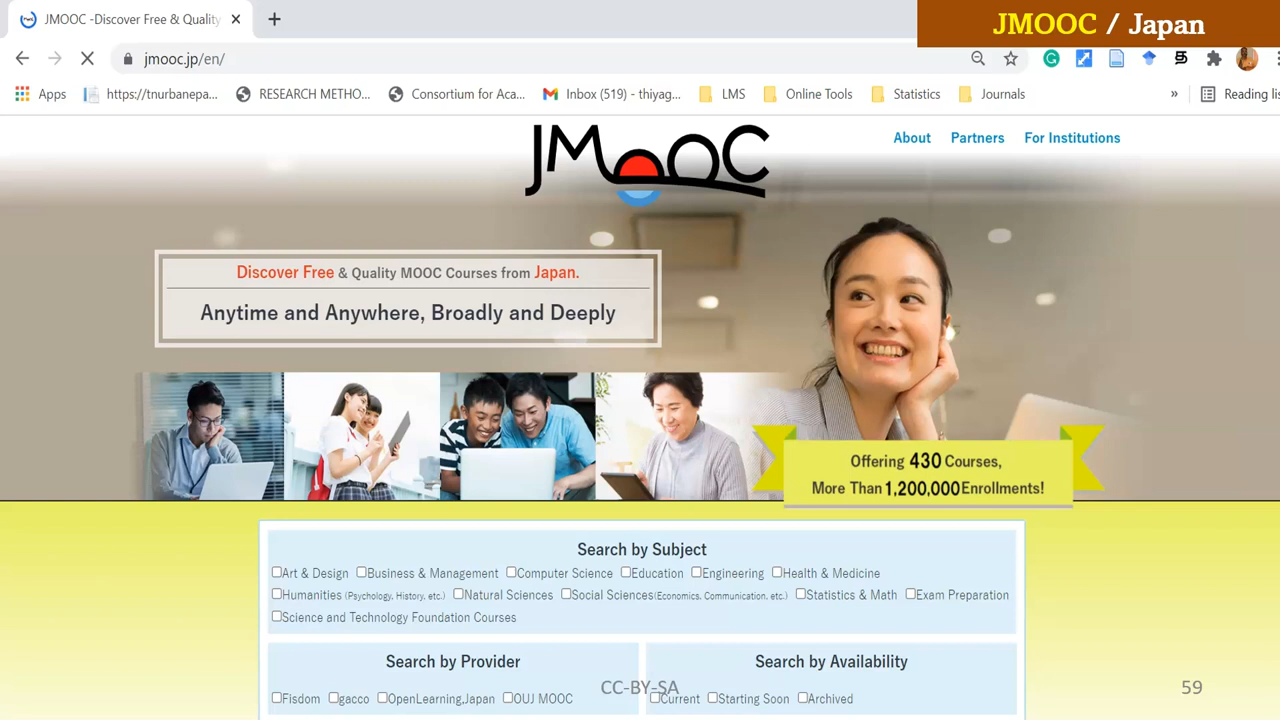 JMOOC -Discover Free & Quality
JMOOC / Japan
jmooc.jp/en/
Apps
https://tnurbanepa...
RESEARCH METHO...
Consortium for Aca...
Inbox (519) - thiyag...
LMS
Online Tools
Statistics
Journals
»
Reading lis
JMOOC
About
Partners
For Institutions
Discover Free & Quality MOOC Courses from Japan.
Anytime and Anywhere, Broadly and Deeply
Offering 430 Courses,
More Than 1,200,000 Enrollments!
Search by Subject
Art & Design Business & Management Computer Science Education Engineering Health & Medicine
Humanities (Psychology, History, etc.) Natural Sciences Social Sciences(Economics, Communication, etc.) Statistics & Math Exam Preparation
Science and Technology Foundation Courses
Search by Provider
Fisdom gacco OpenLearning,Japan OUJ MOOC
Search by Availability
Current Starting Soon Archived
CC-BY-SA
59